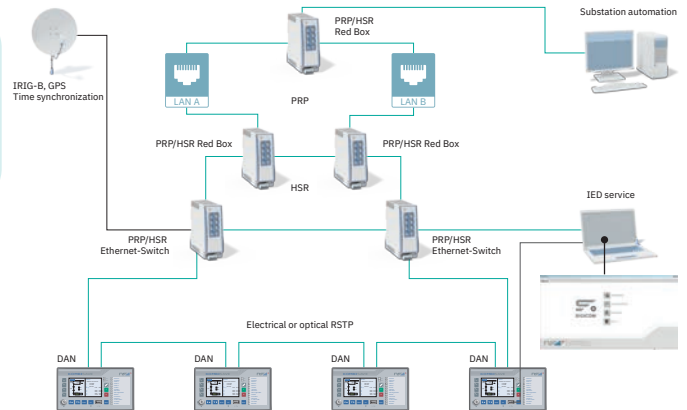 PRP/HSR
Red Box
Substation automation
IRIG-B, GPS
Time synchronization
LAN A
PRP
LAN B
PRP/HSR Red Box
PRP/HSR Red Box
HSR
IED service
PRP/HSR
Ethernet-Switch
PRP/HSR
Ethernet-Switch
Electrical or optical RSTP
DAN
DAN
DAN
DAN